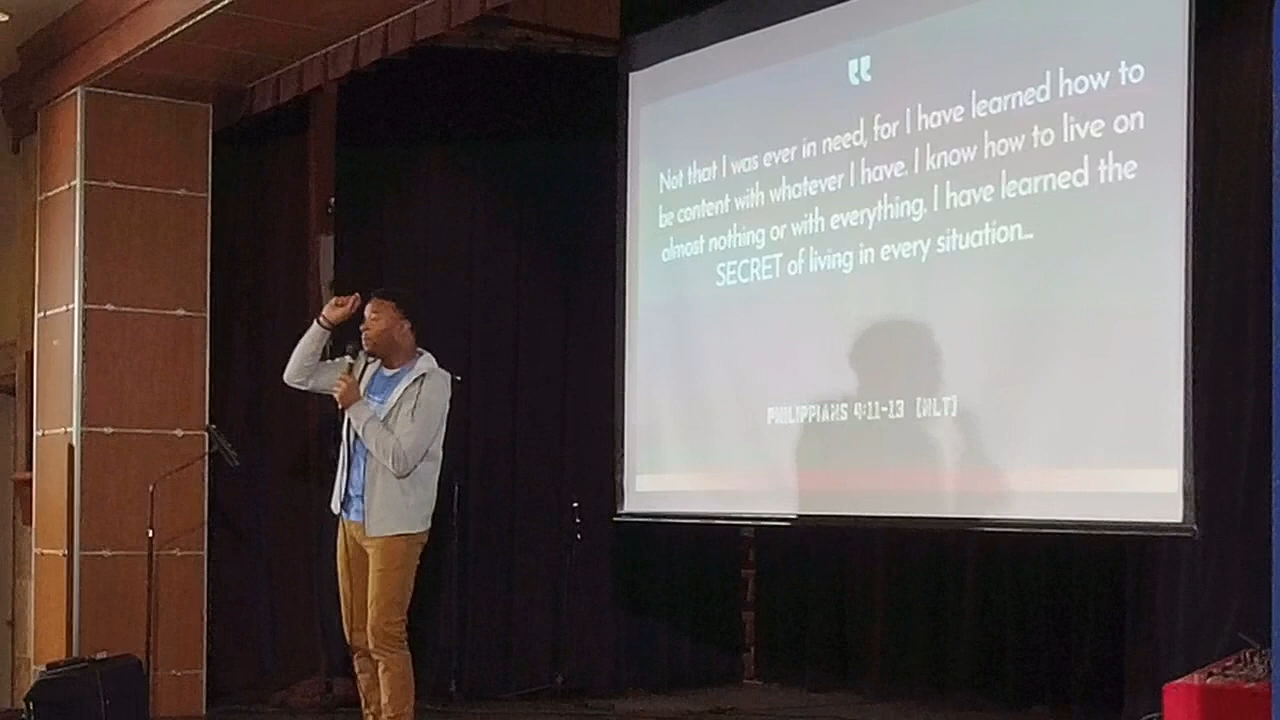 “
Not that I was ever in need, for I have learned how to
be content with whatever I have. I know how to live on
almost nothing or with everything. I have learned the
SECRET of living in every situation...
PHILIPPIANS 4:11-13 [NLT]